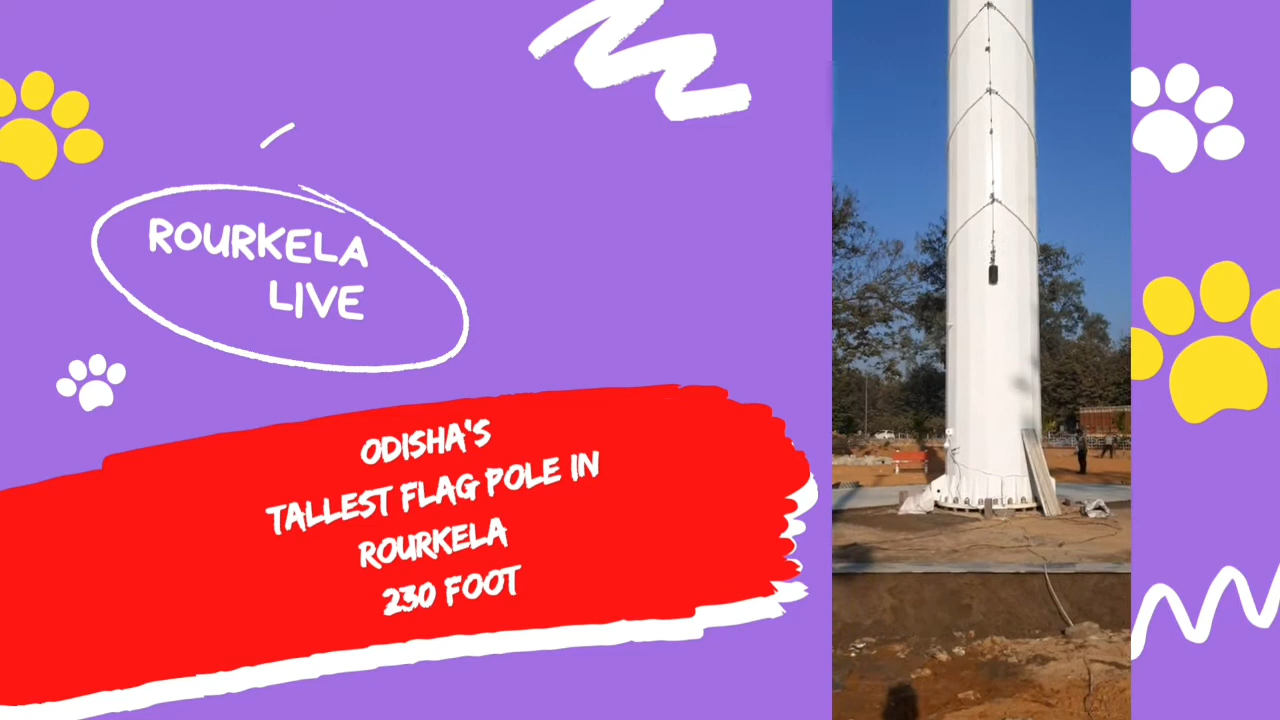 ROURKELA
LIVE
ODISHA'S
TALLEST FLAG POLE IN
ROURKELA
230 FOOT